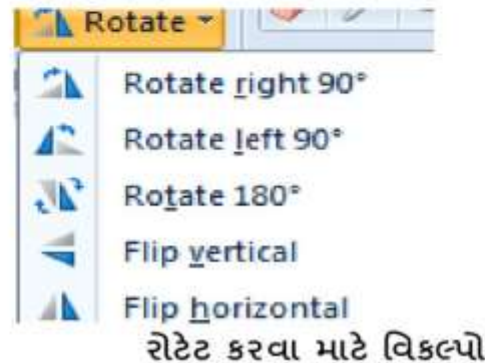 Rotate
Rotate right 90°
Rotate left 90°
Rotate 180°
Flip vertical
Flip horizontal
રોટેટ કરવા માટે વિકલ્પો